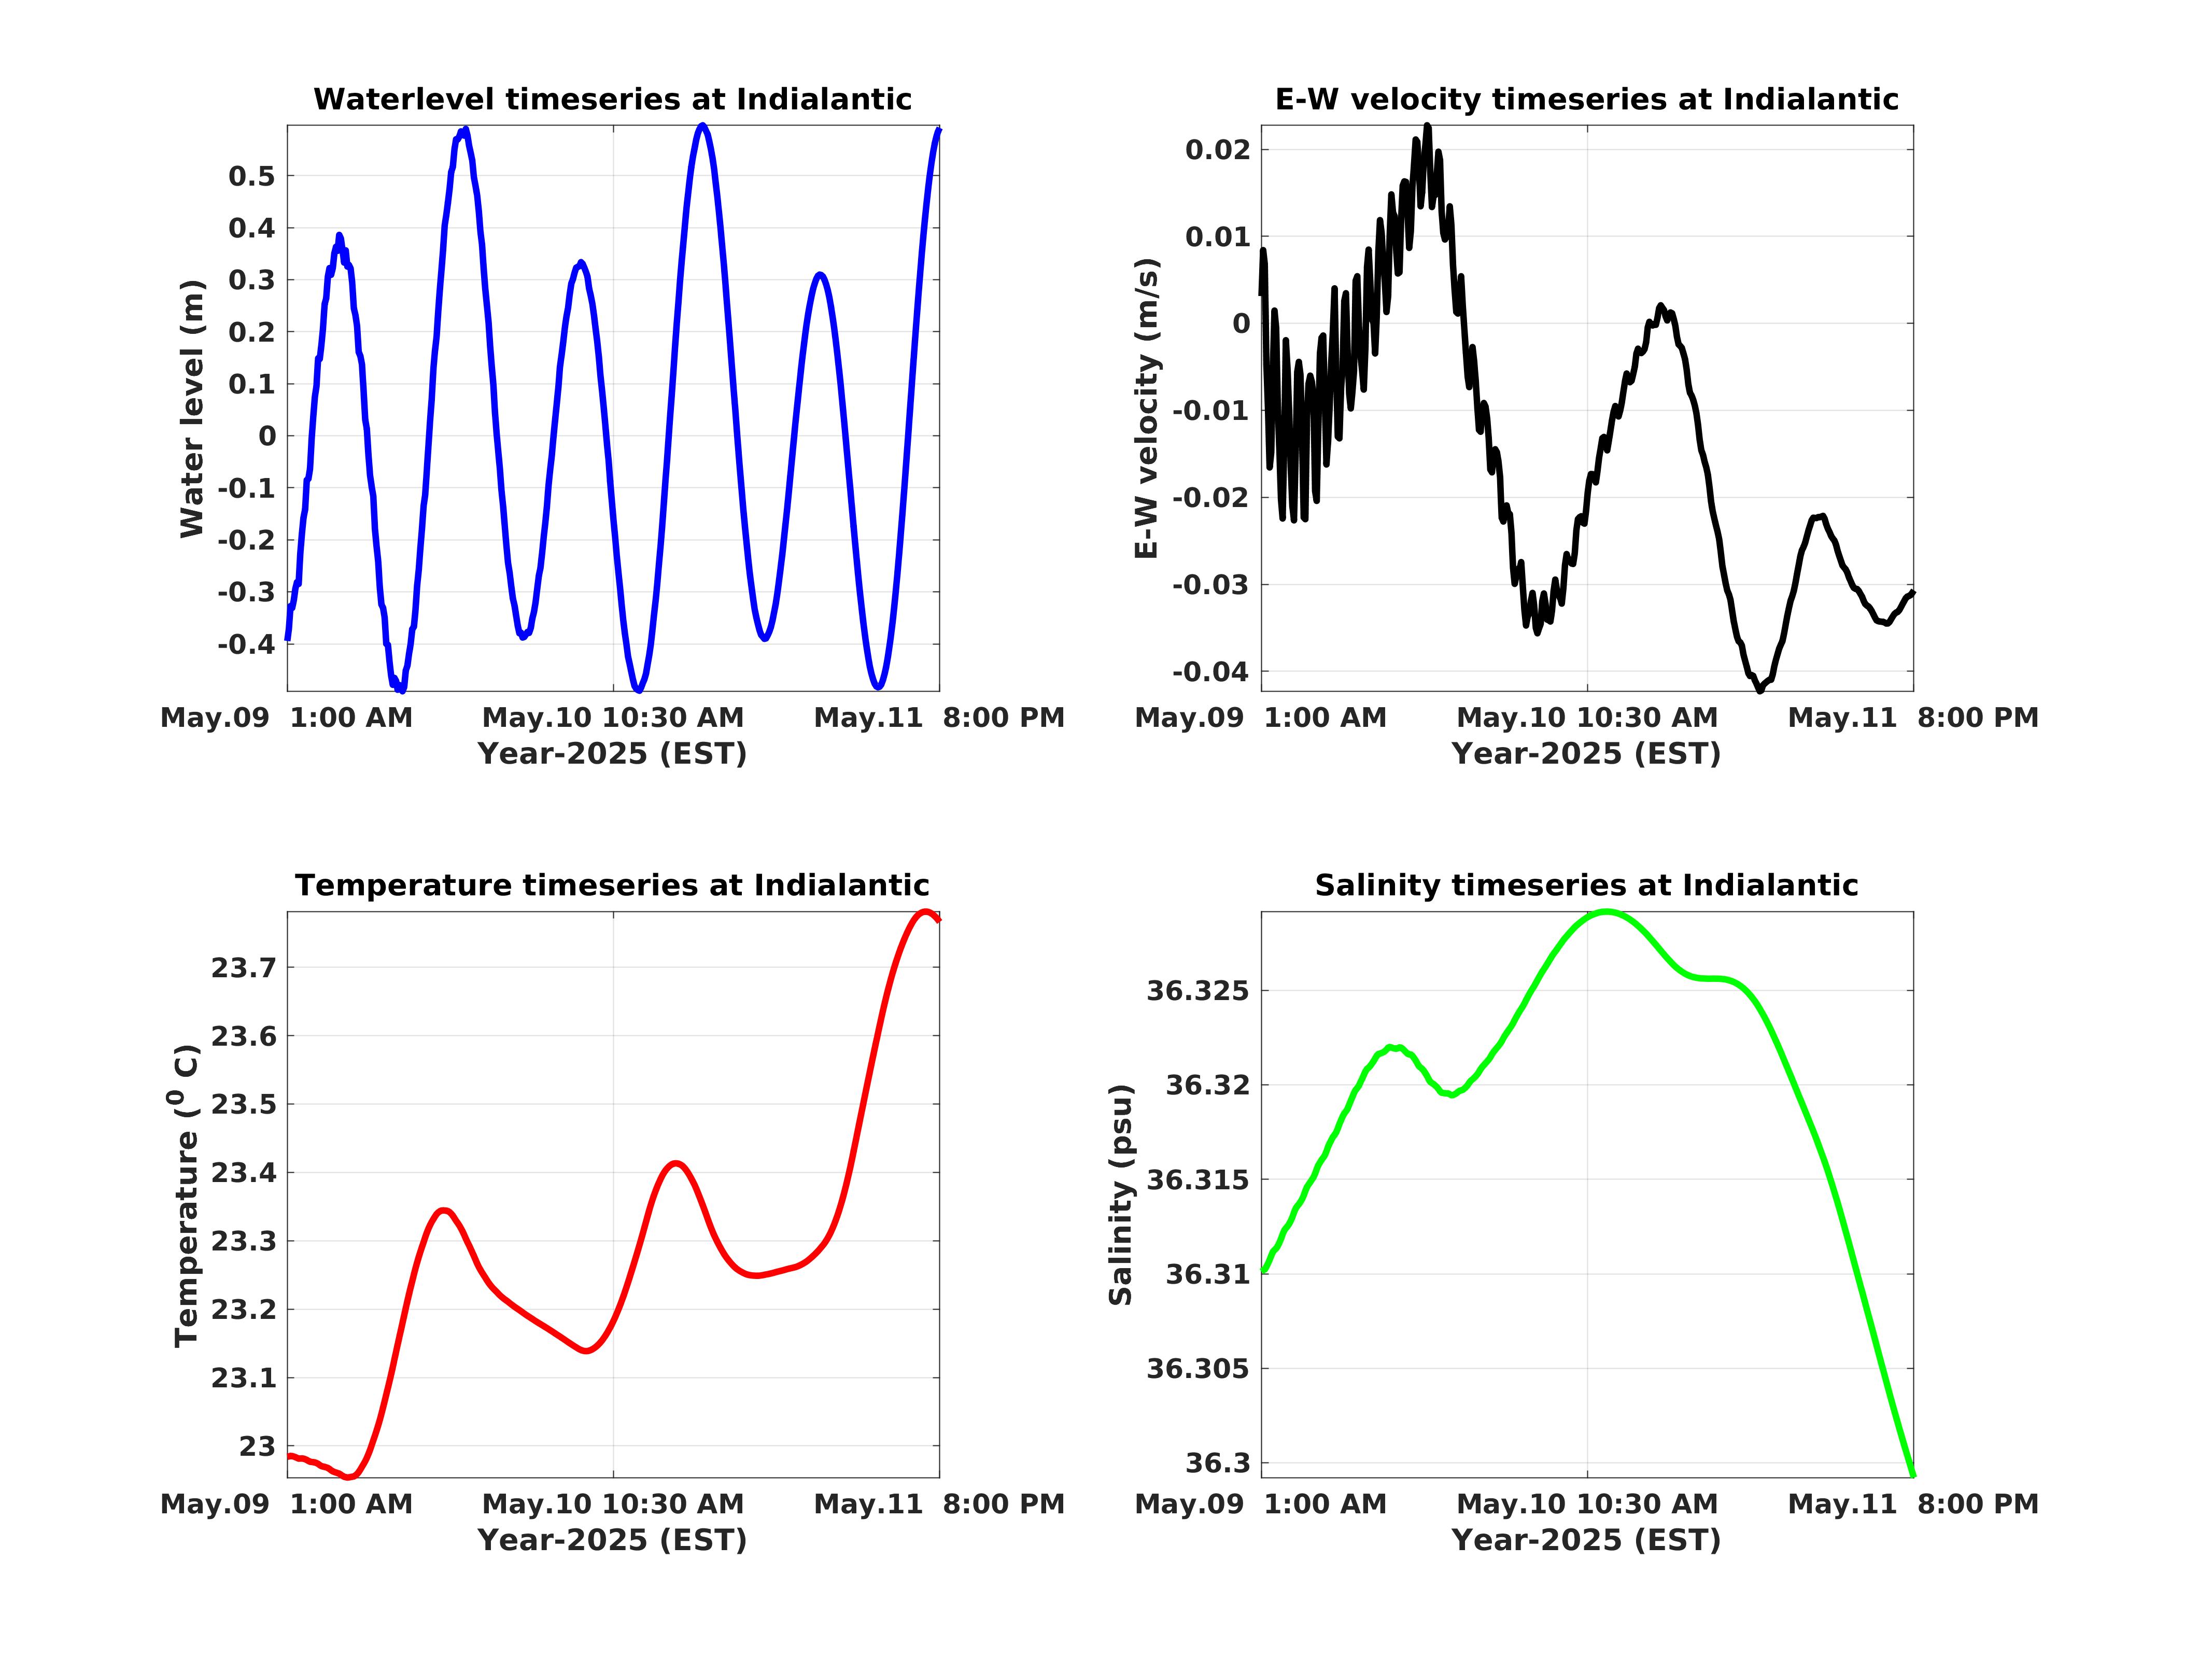 Waterlevel timeseries at Indialantic
Water level (m)
0.5
0.4
0.3
0.2
0.1
0
-0.1
-0.2
-0.3
-0.4
May.09 1:00 AM May.10 10:30 AM May.11 8:00 PM
Year-2025 (EST)
E-W velocity timeseries at Indialantic
E-W velocity (m/s)
0.02
0.01
0
-0.01
-0.02
-0.03
-0.04
May.09 1:00 AM May.10 10:30 AM May.11 8:00 PM
Year-2025 (EST)
Temperature timeseries at Indialantic
Temperature (⁰ C)
23.7
23.6
23.5
23.4
23.3
23.2
23.1
23
May.09 1:00 AM May.10 10:30 AM May.11 8:00 PM
Year-2025 (EST)
Salinity timeseries at Indialantic
Salinity (psu)
36.325
36.32
36.315
36.31
36.305
36.3
May.09 1:00 AM May.10 10:30 AM May.11 8:00 PM
Year-2025 (EST)